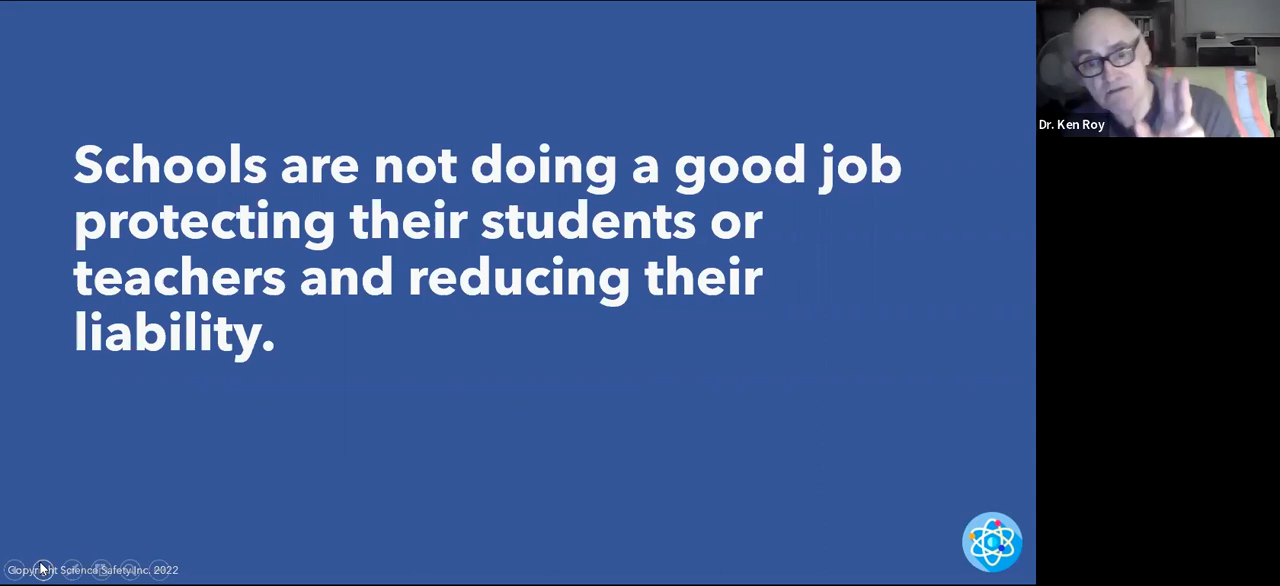 Schools are not doing a good job
protecting their students or
teachers and reducing their
liability.
Dr. Ken Roy
Copyright Science Safety Inc. 2022